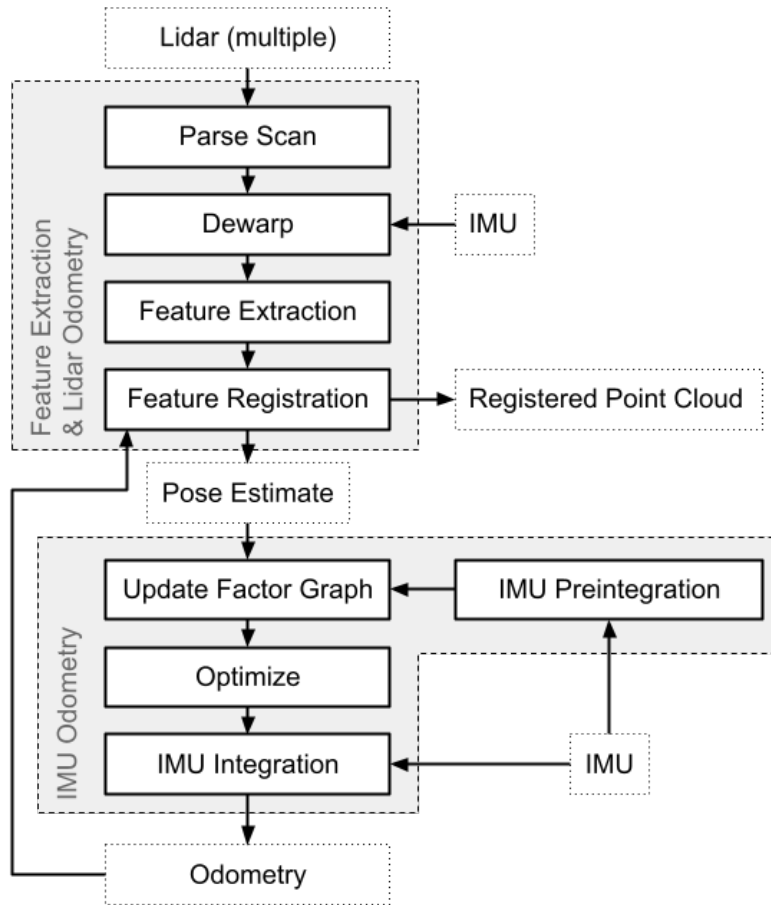 Lidar (multiple)
Parse Scan
Dewarp
IMU
Feature Extraction
Feature Registration
Registered Point Cloud
Feature Extraction
& Lidar Odometry
Pose Estimate
Update Factor Graph
IMU Preintegration
Optimize
IMU Integration
IMU
IMU Odometry
Odometry